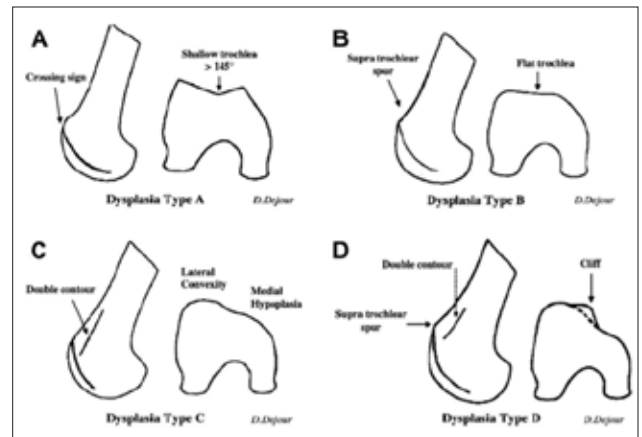 A
Shallow trochlea
> 145°
Crossing sign
Dysplasia Type A
D.Dejour
B
Supra trochlear
spur
Flat trochlea
Dysplasia Type B
D.Dejour
C
Lateral
Convexity
Medial
Hypoplasia
Double contour
Dysplasia Type C
D.Dejour
D
Double contour
Cliff
Supra trochlear
spur
Dysplasia Type D
D.Dejour